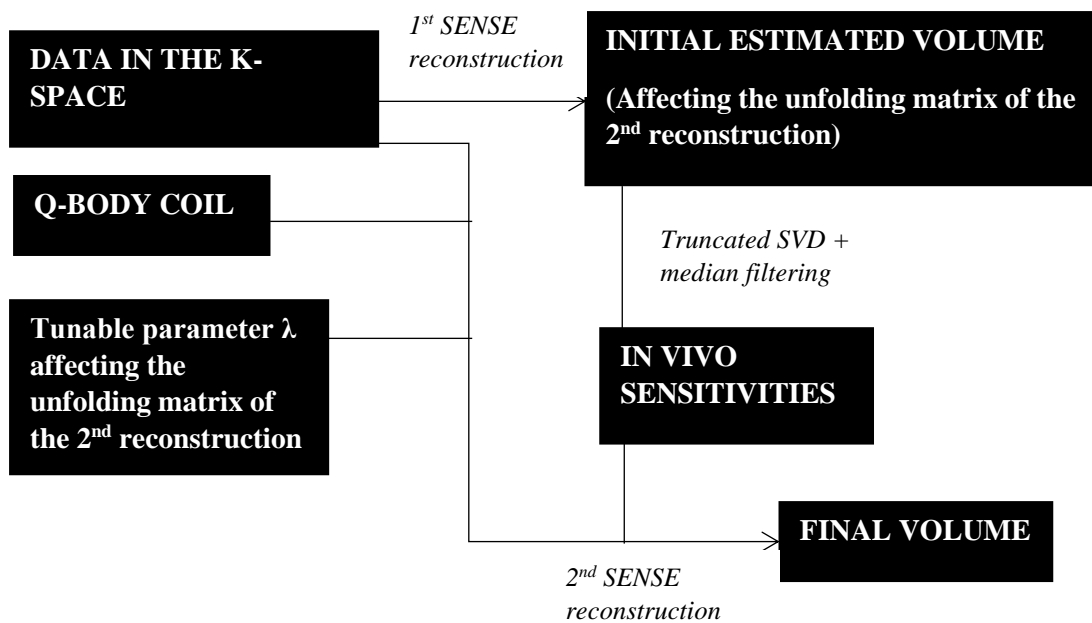 1st SENSE
reconstruction
DATA IN THE K-
SPACE
INITIAL ESTIMATED VOLUME
(Affecting the unfolding matrix of the
2nd reconstruction)
Q-BODY COIL
Truncated SVD +
median filtering
Tunable parameter λ
affecting the
unfolding matrix of
the 2nd reconstruction
IN VIVO
SENSITIVITIES
FINAL VOLUME
2nd SENSE
reconstruction